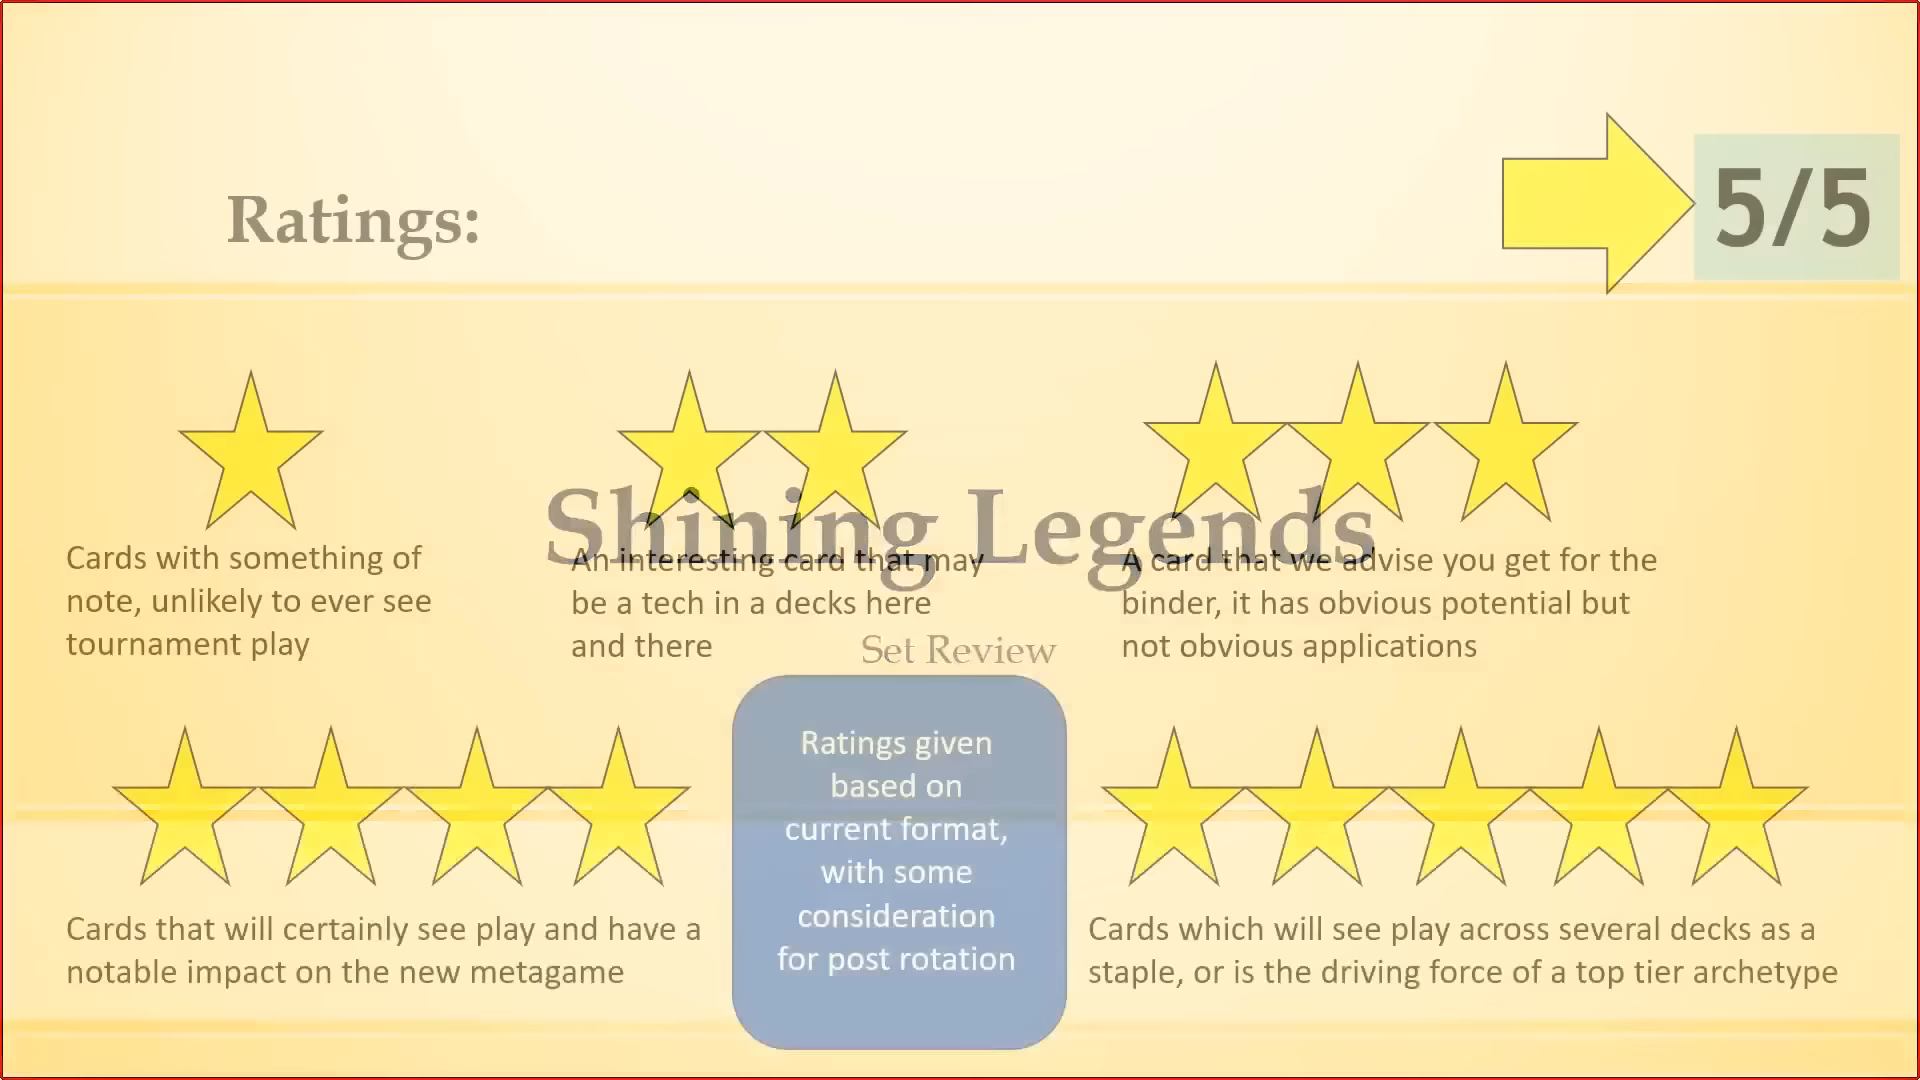 Ratings:
5/5
Shining Legends
Set Review
Cards with something of
note, unlikely to ever see
tournament play
An interesting card that may
be a tech in a decks here
and there
A card that we advise you get for the
binder, it has obvious potential but
not obvious applications
Cards that will certainly see play and have a
notable impact on the new metagame
Ratings given
based on
current format,
with some
consideration
for post rotation
Cards which will see play across several decks as a
staple, or is the driving force of a top tier archetype